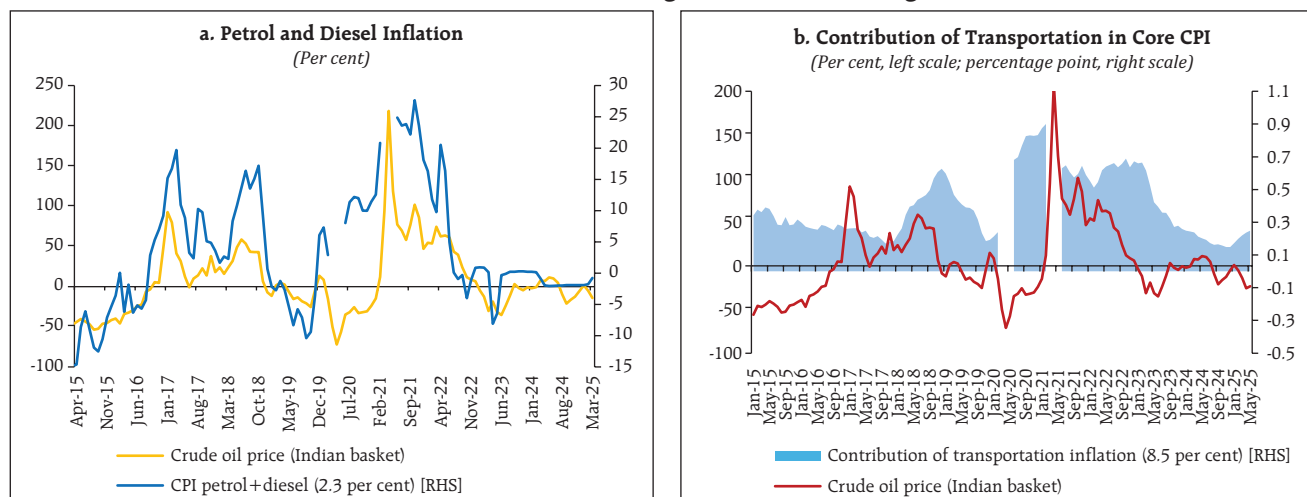 a. Petrol and Diesel Inflation
(Per cent)
250
200
150
100
50
0
-50
-100
30
25
20
15
10
5
0
-5
-10
-15
Apr-15
Nov-15
Jun-16
Jan-17
Aug-17
Mar-18
Oct-18
May-19
Dec-19
Jul-20
Feb-21
Sep-21
Apr-22
Nov-22
Jun-23
Jan-24
Aug-24
Mar-25
Crude oil price (Indian basket)
CPI petrol+diesel (2.3 per cent) [RHS]
b. Contribution of Transportation in Core CPI
(Per cent, left scale; percentage point, right scale)
200
150
100
50
0
-50
-100
1.1
0.9
0.7
0.5
0.3
0.1
-0.1
-0.3
-0.5
Jan-15
May-15
Sep-15
Jan-16
May-16
Sep-16
Jan-17
May-17
Sep-17
Jan-18
May-18
Sep-18
Jan-19
May-19
Sep-19
Jan-20
May-20
Sep-20
Jan-21
May-21
Sep-21
Jan-22
May-22
Sep-22
Jan-23
May-23
Sep-23
Jan-24
May-24
Sep-24
Jan-25
May-25
Contribution of transportation inflation (8.5 per cent) [RHS]
Crude oil price (Indian basket)